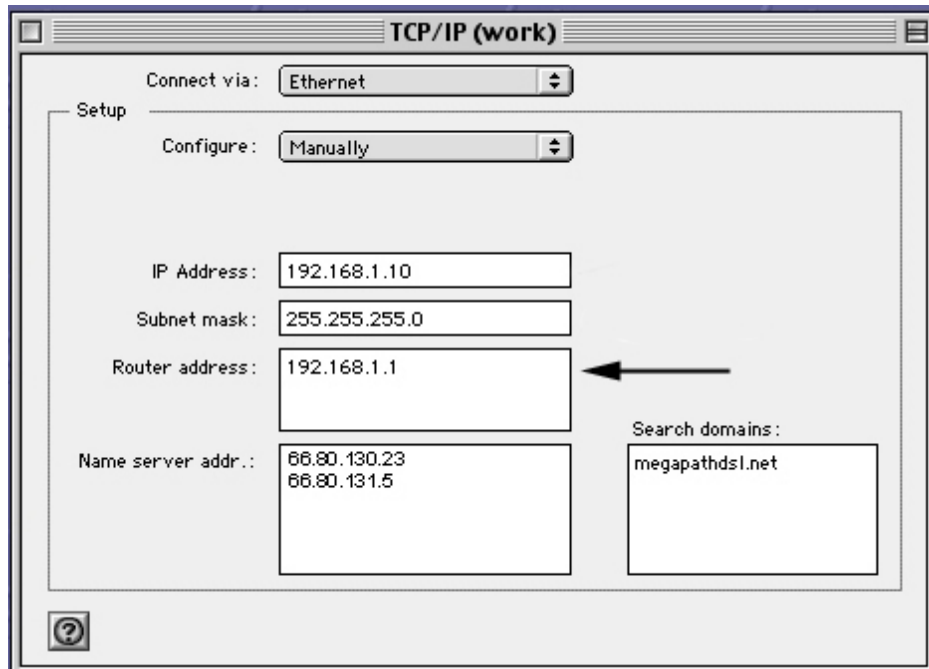 TCP/IP (work)
Connect via: Ethernet
Setup
Configure: Manually
IP Address: 192.168.1.10
Subnet mask: 255.255.255.0
Router address: 192.168.1.1
Search domains:
Name server addr.: 66.80.130.23 megapathdsl.net
66.80.131.5
?